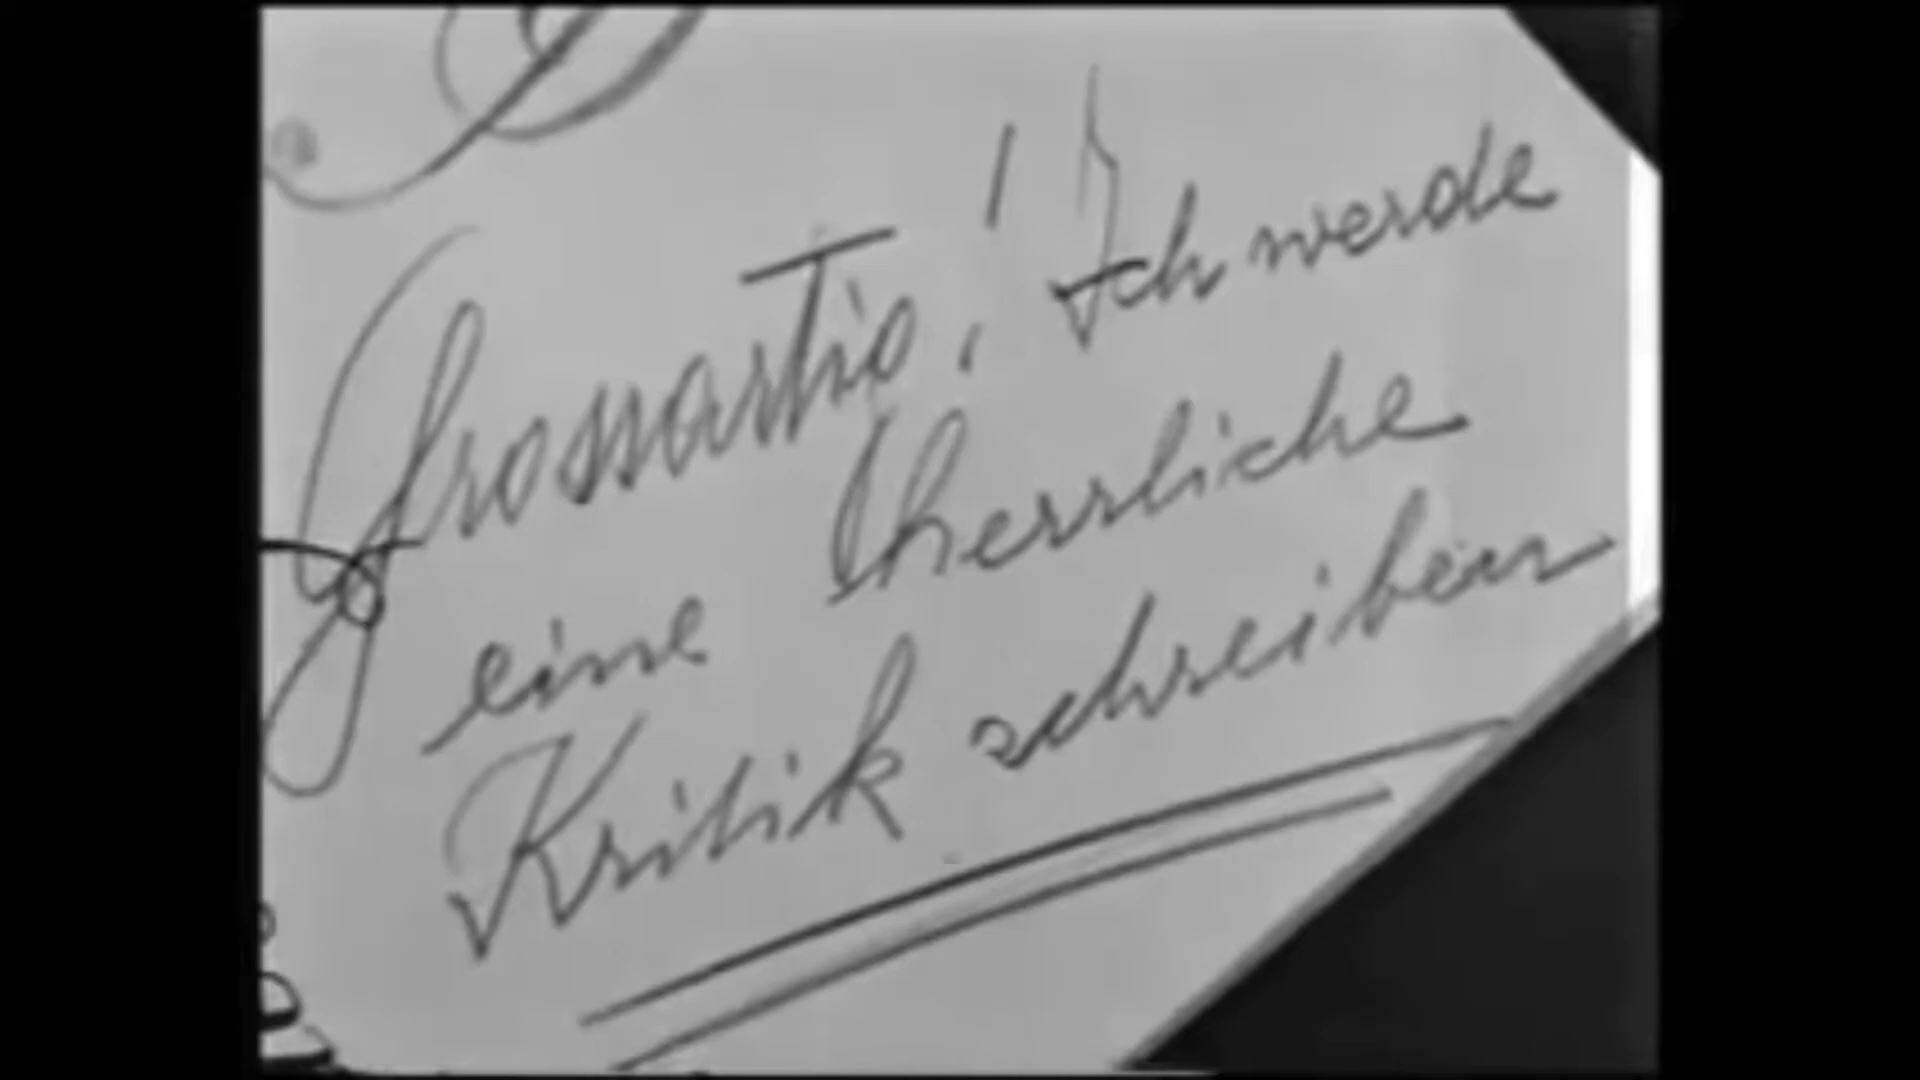 Grossartig! Ich werde
eine herrliche
Kritik schreiben